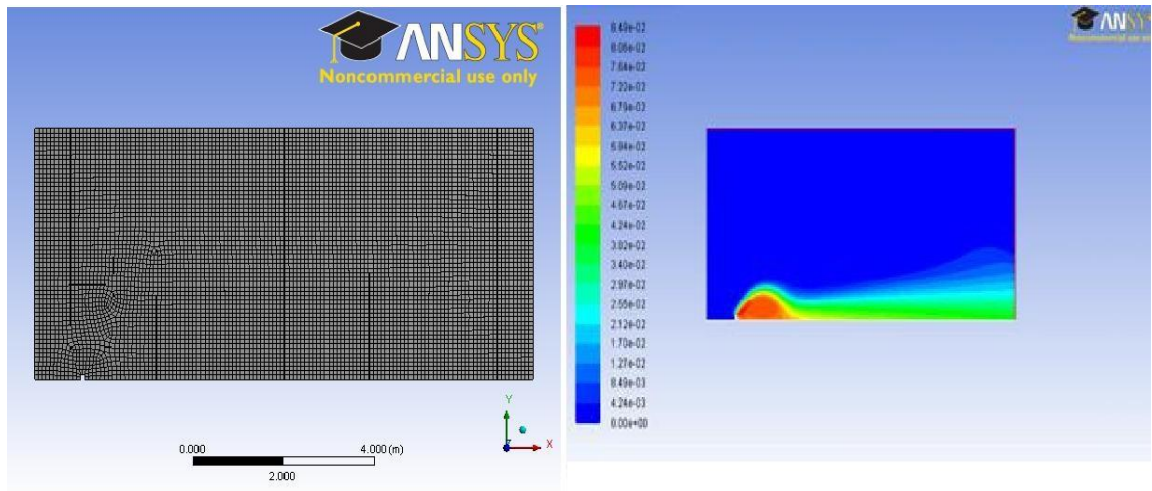 ANSYS®
Noncommercial use only
Y
X
Z
0.000
4.000 (m)
2.000
ANSYS
Noncommercial use only
8.49e-02
8.06e-02
7.64e-02
7.22e-02
6.79e-02
6.37e-02
5.94e-02
5.52e-02
5.09e-02
4.67e-02
4.24e-02
3.82e-02
3.40e-02
2.97e-02
2.55e-02
2.12e-02
1.70e-02
1.27e-02
8.49e-03
4.24e-03
0.00e+00